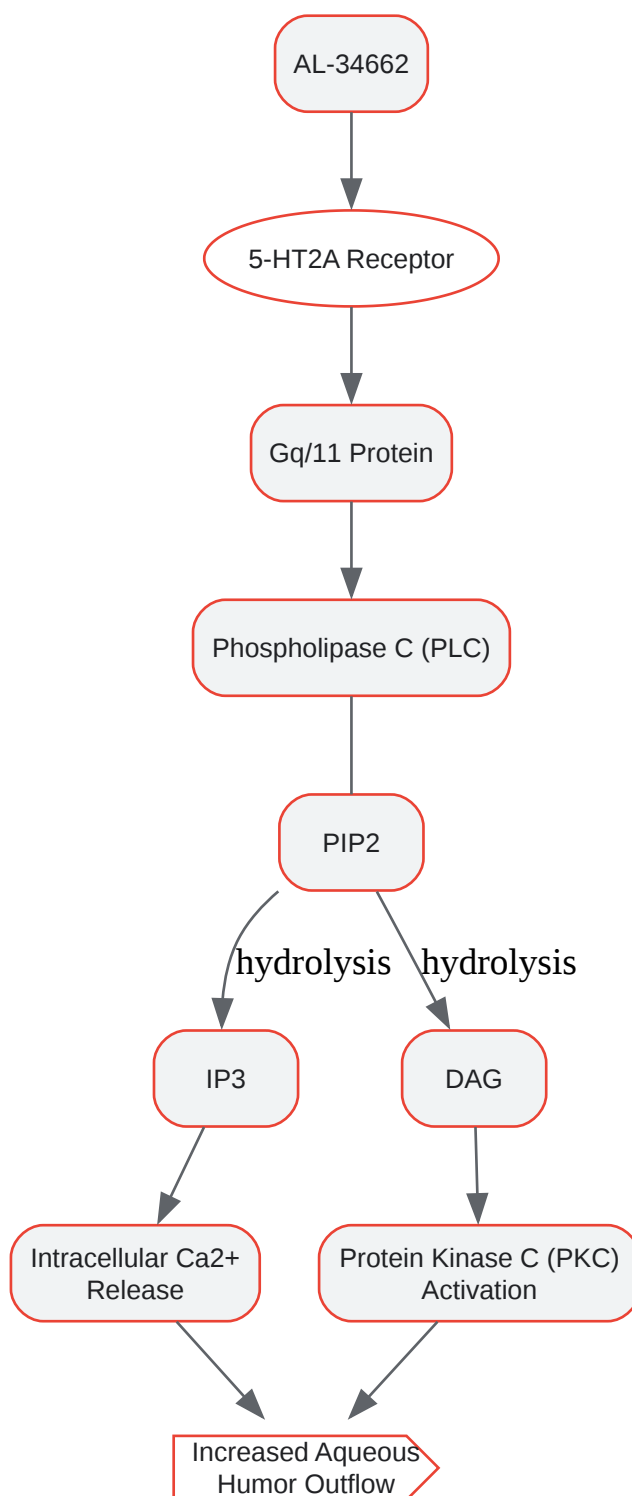 AL-34662
5-HT2A Receptor
Gq/11 Protein
Phospholipase C (PLC)
PIP2
hydrolysis
hydrolysis
IP3
DAG
Intracellular Ca2+
Release
Protein Kinase C (PKC)
Activation
Increased Aqueous
Humor Outflow